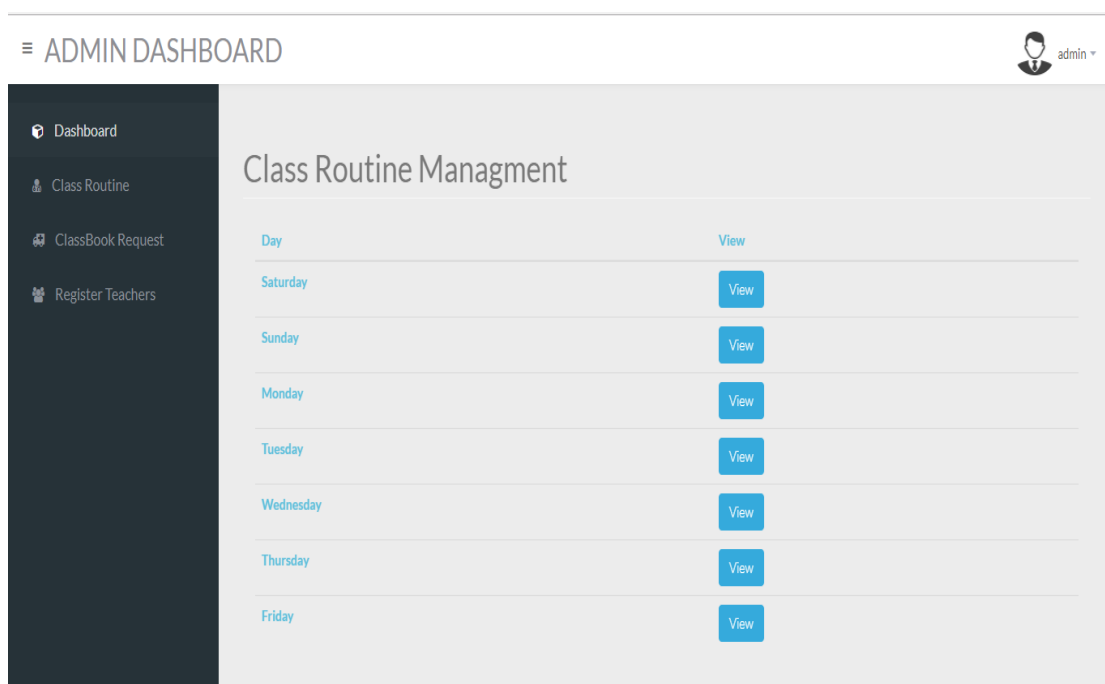 ≡ ADMIN DASHBOARD
admin
Dashboard
Class Routine
ClassBook Request
Register Teachers
Class Routine Managment
Day View
Saturday View
Sunday View
Monday View
Tuesday View
Wednesday View
Thursday View
Friday View